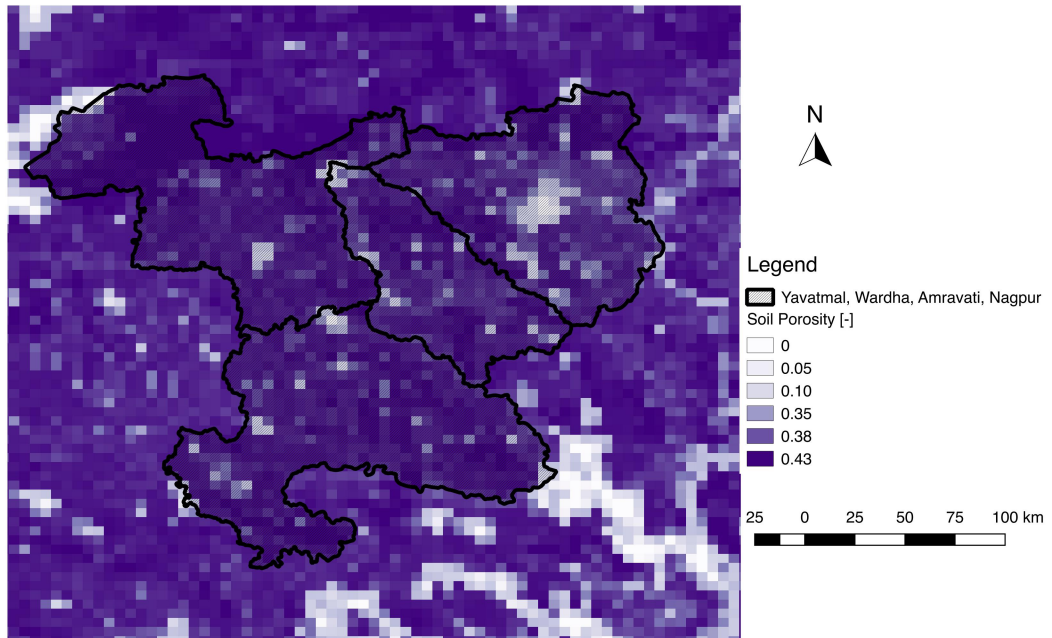 N
Legend
Yavatmal, Wardha, Amravati, Nagpur
Soil Porosity [-]
0
0.05
0.10
0.35
0.38
0.43
25 0 25 50 75 100 km